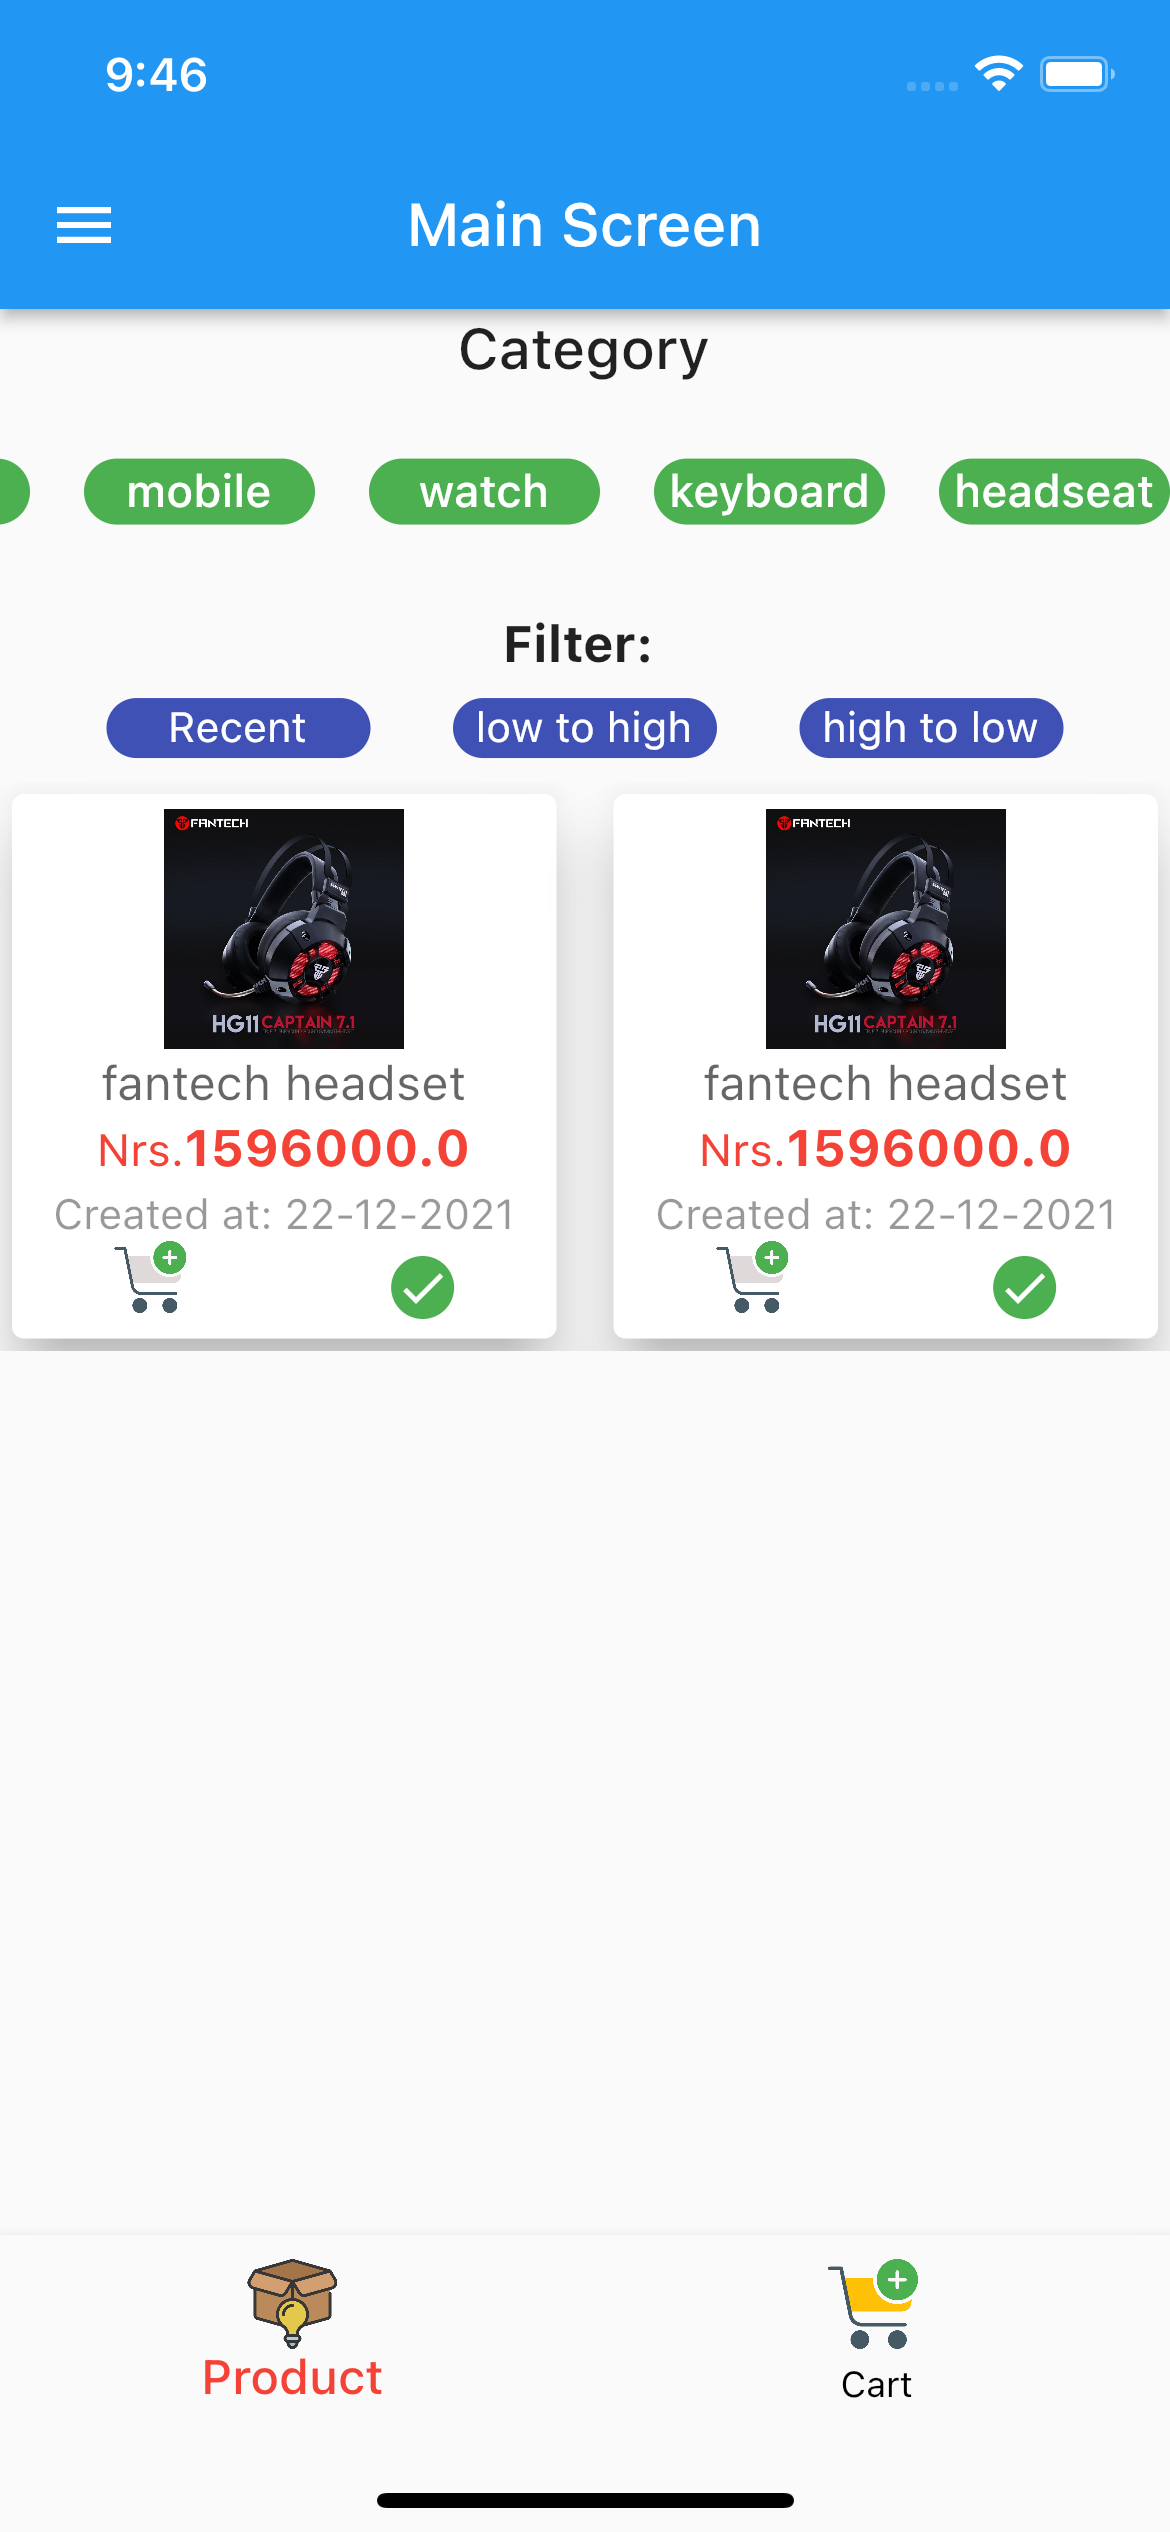 9:46
Main Screen
Category
mobile watch keyboard headseat
Filter:
Recent low to high high to low
FANTECH FANTECH
HG11 CAPTAIN 7.1 HG11 CAPTAIN 7.1
fantech headset fantech headset
Nrs.1596000.0 Nrs.1596000.0
Created at: 22-12-2021 Created at: 22-12-2021
Product Cart